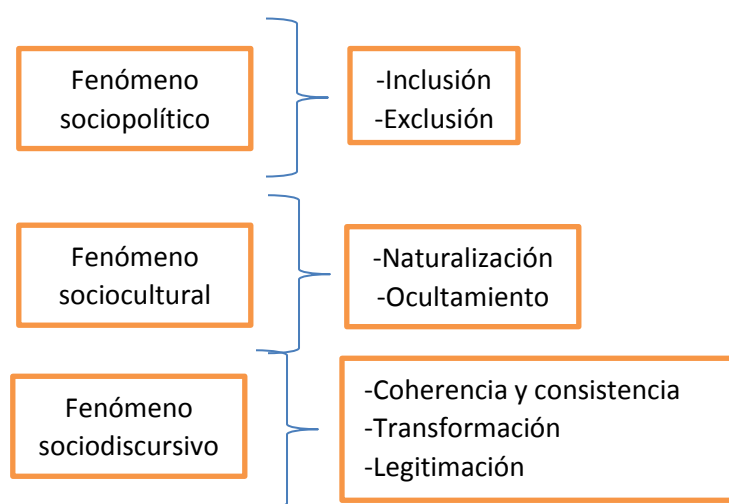 Fenómeno
sociopolítico
-Inclusión
-Exclusión
Fenómeno
sociocultural
-Naturalización
-Ocultamiento
Fenómeno
sociodiscursivo
-Coherencia y consistencia
-Transformación
-Legitimación